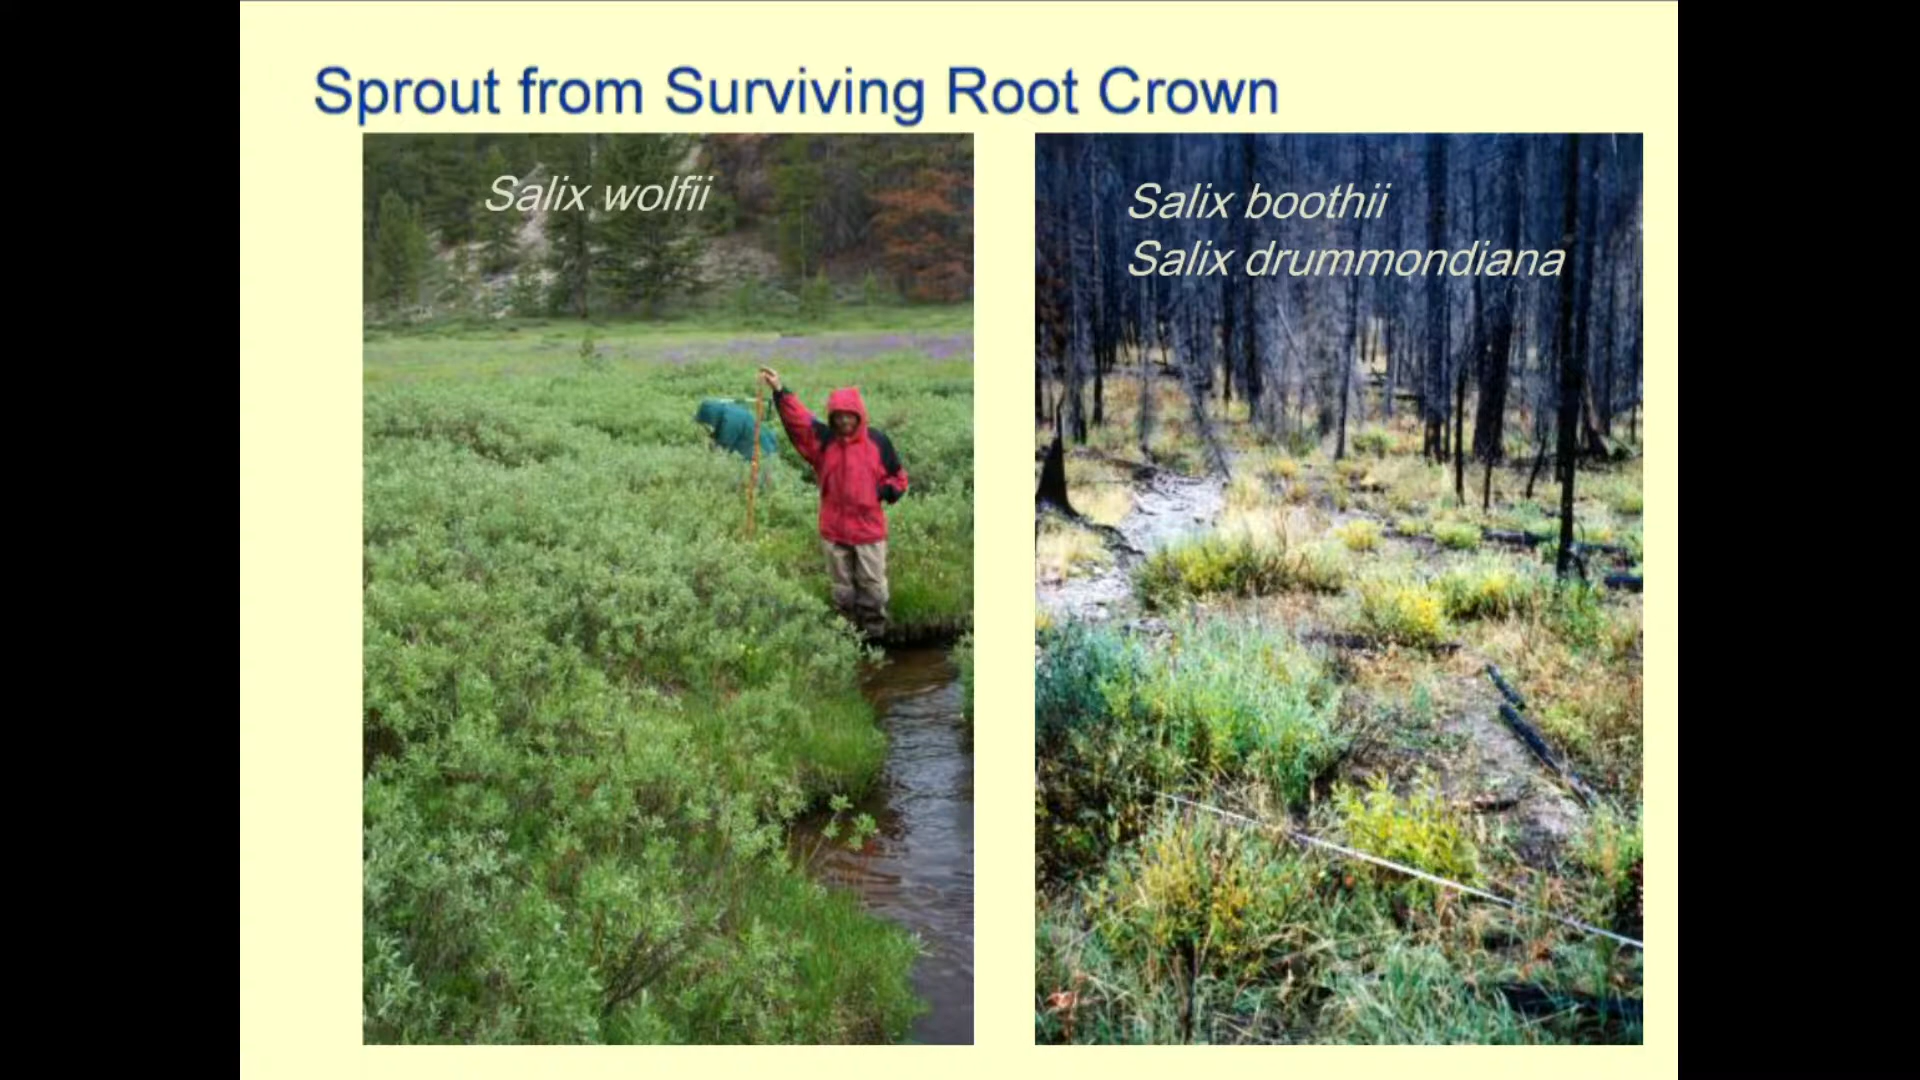 Sprout from Surviving Root Crown
Salix wolfii
Salix boothii
Salix drummondiana